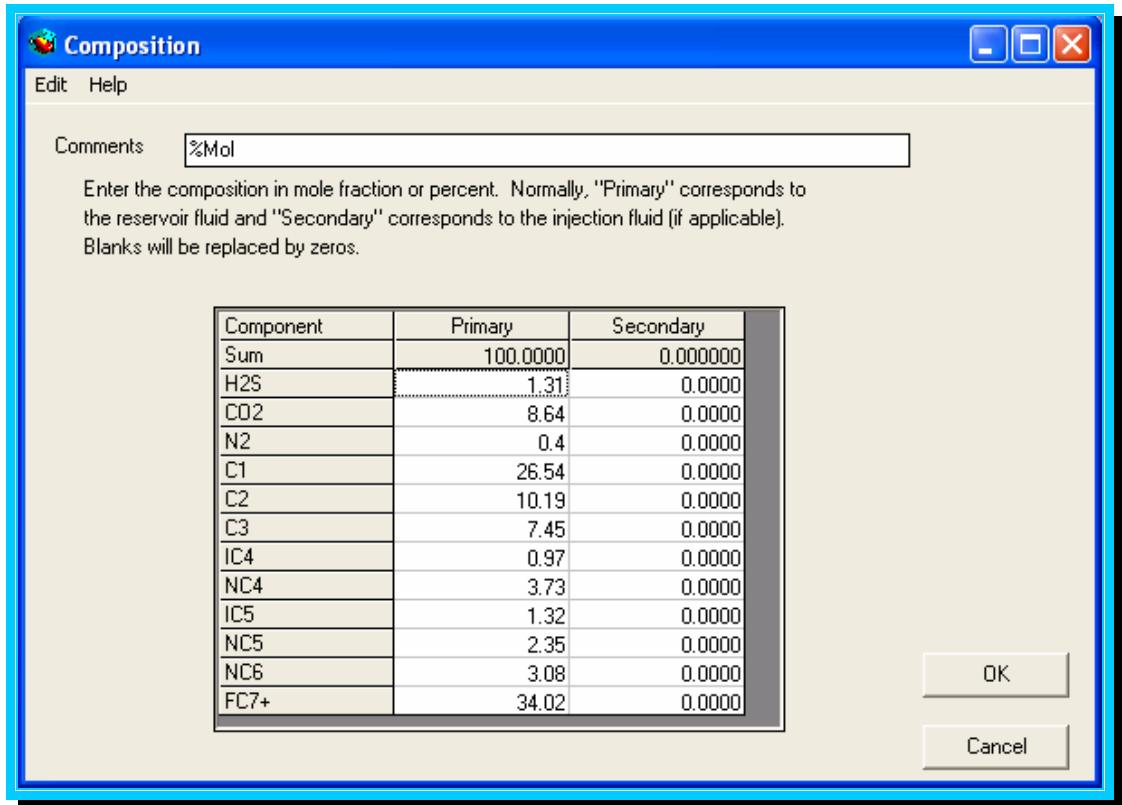 Composition
Edit Help
Comments %Mol
Enter the composition in mole fraction or percent. Normally, "Primary" corresponds to
the reservoir fluid and "Secondary" corresponds to the injection fluid (if applicable).
Blanks will be replaced by zeros.
Component Primary Secondary
Sum 100.0000 0.000000
H2S 1.31 0.0000
CO2 8.64 0.0000
N2 0.4 0.0000
C1 26.54 0.0000
C2 10.19 0.0000
C3 7.45 0.0000
IC4 0.97 0.0000
NC4 3.73 0.0000
IC5 1.32 0.0000
NC5 2.35 0.0000
NC6 3.08 0.0000
FC7+ 34.02 0.0000
OK
Cancel